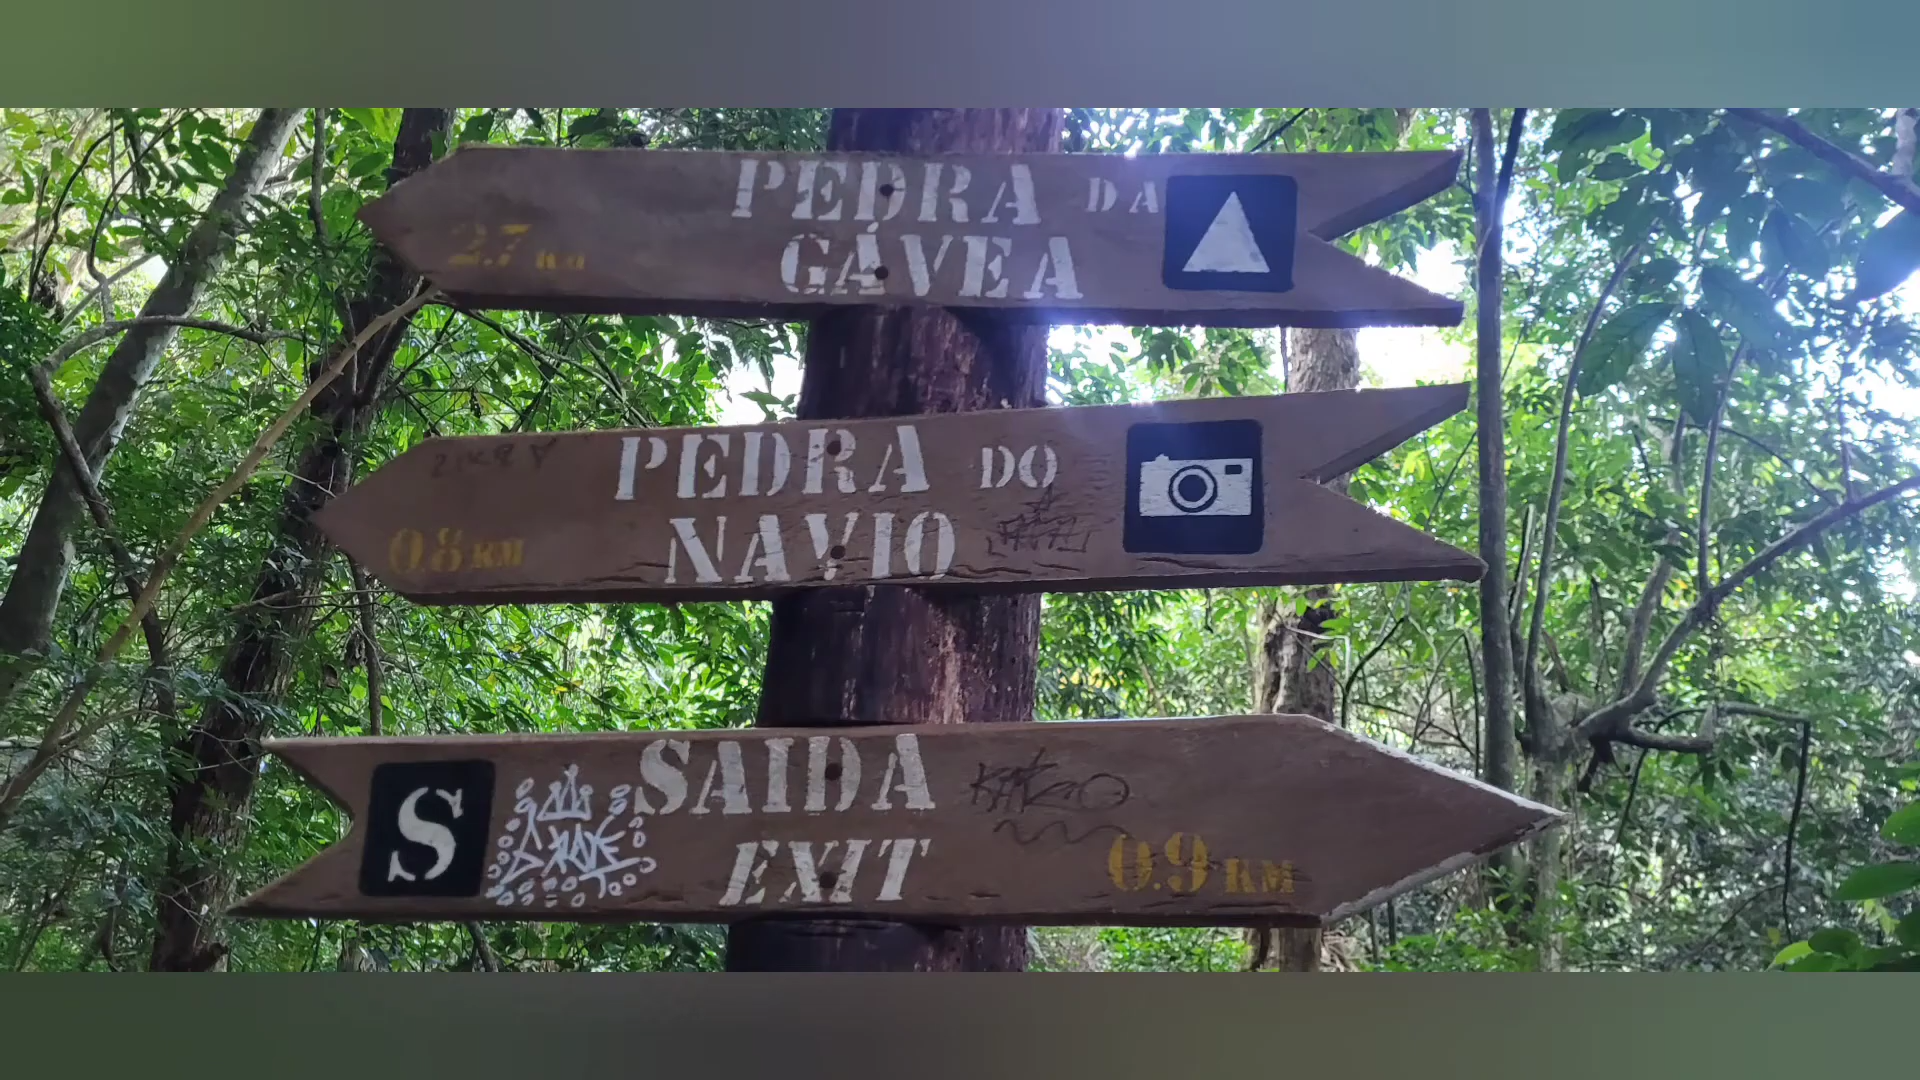 PEDRA DA
GÁVEA
2.7 KM
PEDRA DO
NAVIO
0.8 KM
S
SAIDA
EXIT
0.9 KM